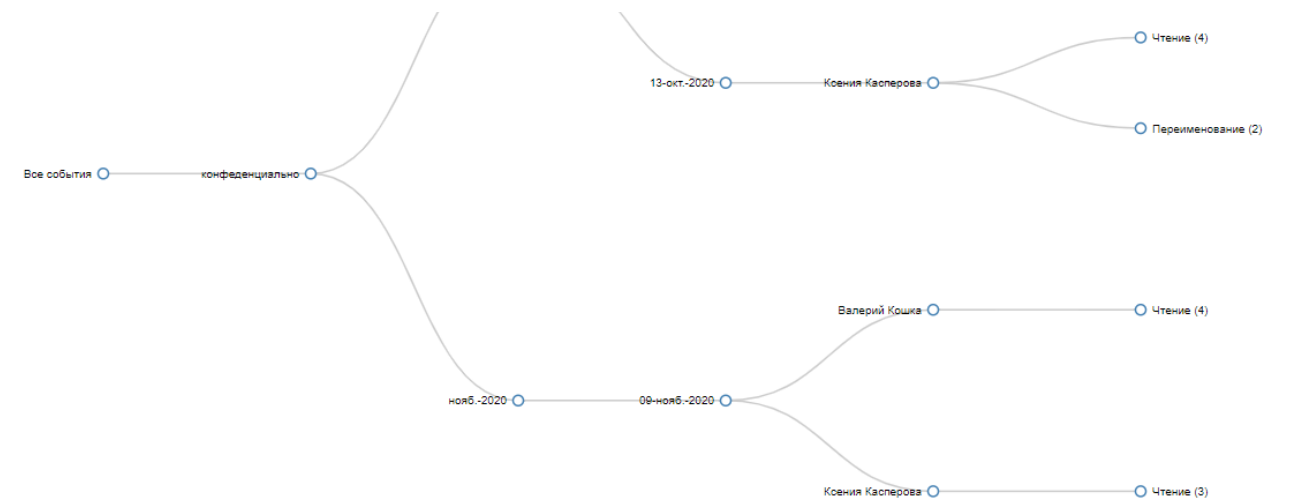 Чтение (4)
13-окт.-2020
Ксения Касперова
Переименование (2)
Все события
конфеденциально
Валерий Кошка
Чтение (4)
нояб.-2020
09-нояб.-2020
Ксения Касперова
Чтение (3)